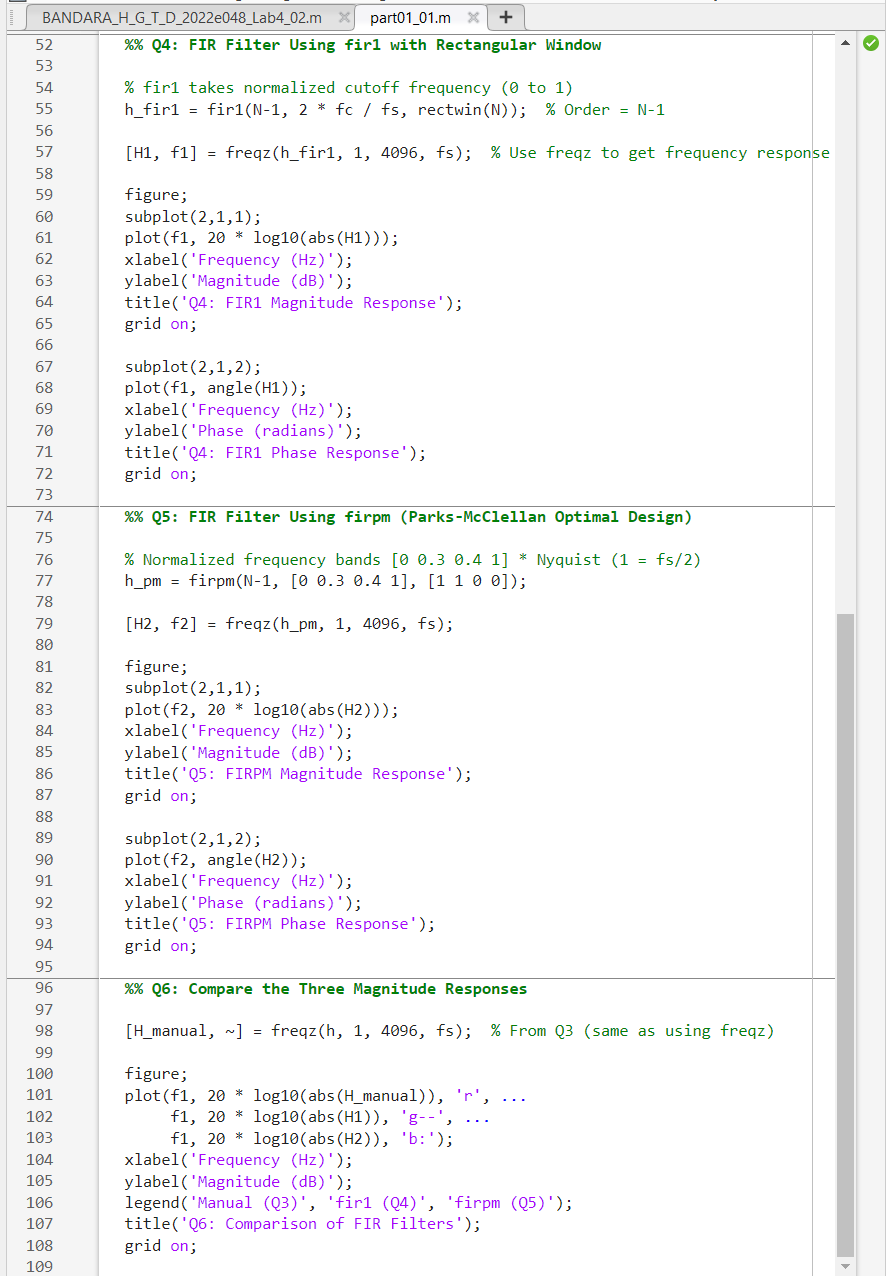 BANDARA_H_G_T_D_2022e048_Lab4_02.m × part01_01.m × +
52 %% Q4: FIR Filter Using fir1 with Rectangular Window
53
54 % fir1 takes normalized cutoff frequency (0 to 1)
55 h_fir1 = fir1(N-1, 2 * fc / fs, rectwin(N));  % Order = N-1
56
57 [H1, f1] = freqz(h_fir1, 1, 4096, fs);  % Use freqz to get frequency response
58
59 figure;
60 subplot(2,1,1);
61 plot(f1, 20 * log10(abs(H1)));
62 xlabel('Frequency (Hz)');
63 ylabel('Magnitude (dB)');
64 title('Q4: FIR1 Magnitude Response');
65 grid on;
66
67 subplot(2,1,2);
68 plot(f1, angle(H1));
69 xlabel('Frequency (Hz)');
70 ylabel('Phase (radians)');
71 title('Q4: FIR1 Phase Response');
72 grid on;
73
74 %% Q5: FIR Filter Using firpm (Parks-McClellan Optimal Design)
75
76 % Normalized frequency bands [0 0.3 0.4 1] * Nyquist (1 = fs/2)
77 h_pm = firpm(N-1, [0 0.3 0.4 1], [1 1 0 0]);
78
79 [H2, f2] = freqz(h_pm, 1, 4096, fs);
80
81 figure;
82 subplot(2,1,1);
83 plot(f2, 20 * log10(abs(H2)));
84 xlabel('Frequency (Hz)');
85 ylabel('Magnitude (dB)');
86 title('Q5: FIRPM Magnitude Response');
87 grid on;
88
89 subplot(2,1,2);
90 plot(f2, angle(H2));
91 xlabel('Frequency (Hz)');
92 ylabel('Phase (radians)');
93 title('Q5: FIRPM Phase Response');
94 grid on;
95
96 %% Q6: Compare the Three Magnitude Responses
97
98 [H_manual, ~] = freqz(h, 1, 4096, fs);  % From Q3 (same as using freqz)
99
100 figure;
101 plot(f1, 20 * log10(abs(H_manual)), 'r', ...
102      f1, 20 * log10(abs(H1)), 'g--', ...
103      f1, 20 * log10(abs(H2)), 'b:');
104 xlabel('Frequency (Hz)');
105 ylabel('Magnitude (dB)');
106 legend('Manual (Q3)', 'fir1 (Q4)', 'firpm (Q5)');
107 title('Q6: Comparison of FIR Filters');
108 grid on;
109